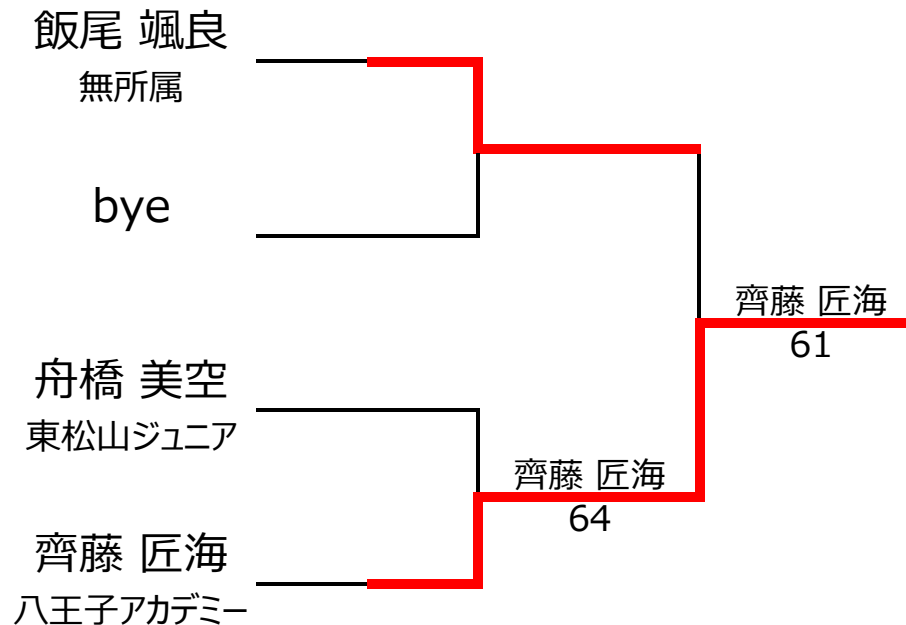 飯尾 颯良
無所属
bye
舟橋 美空
東松山ジュニア
齊藤 匠海
八王子アカデミー
齊藤 匠海
64
齊藤 匠海
61